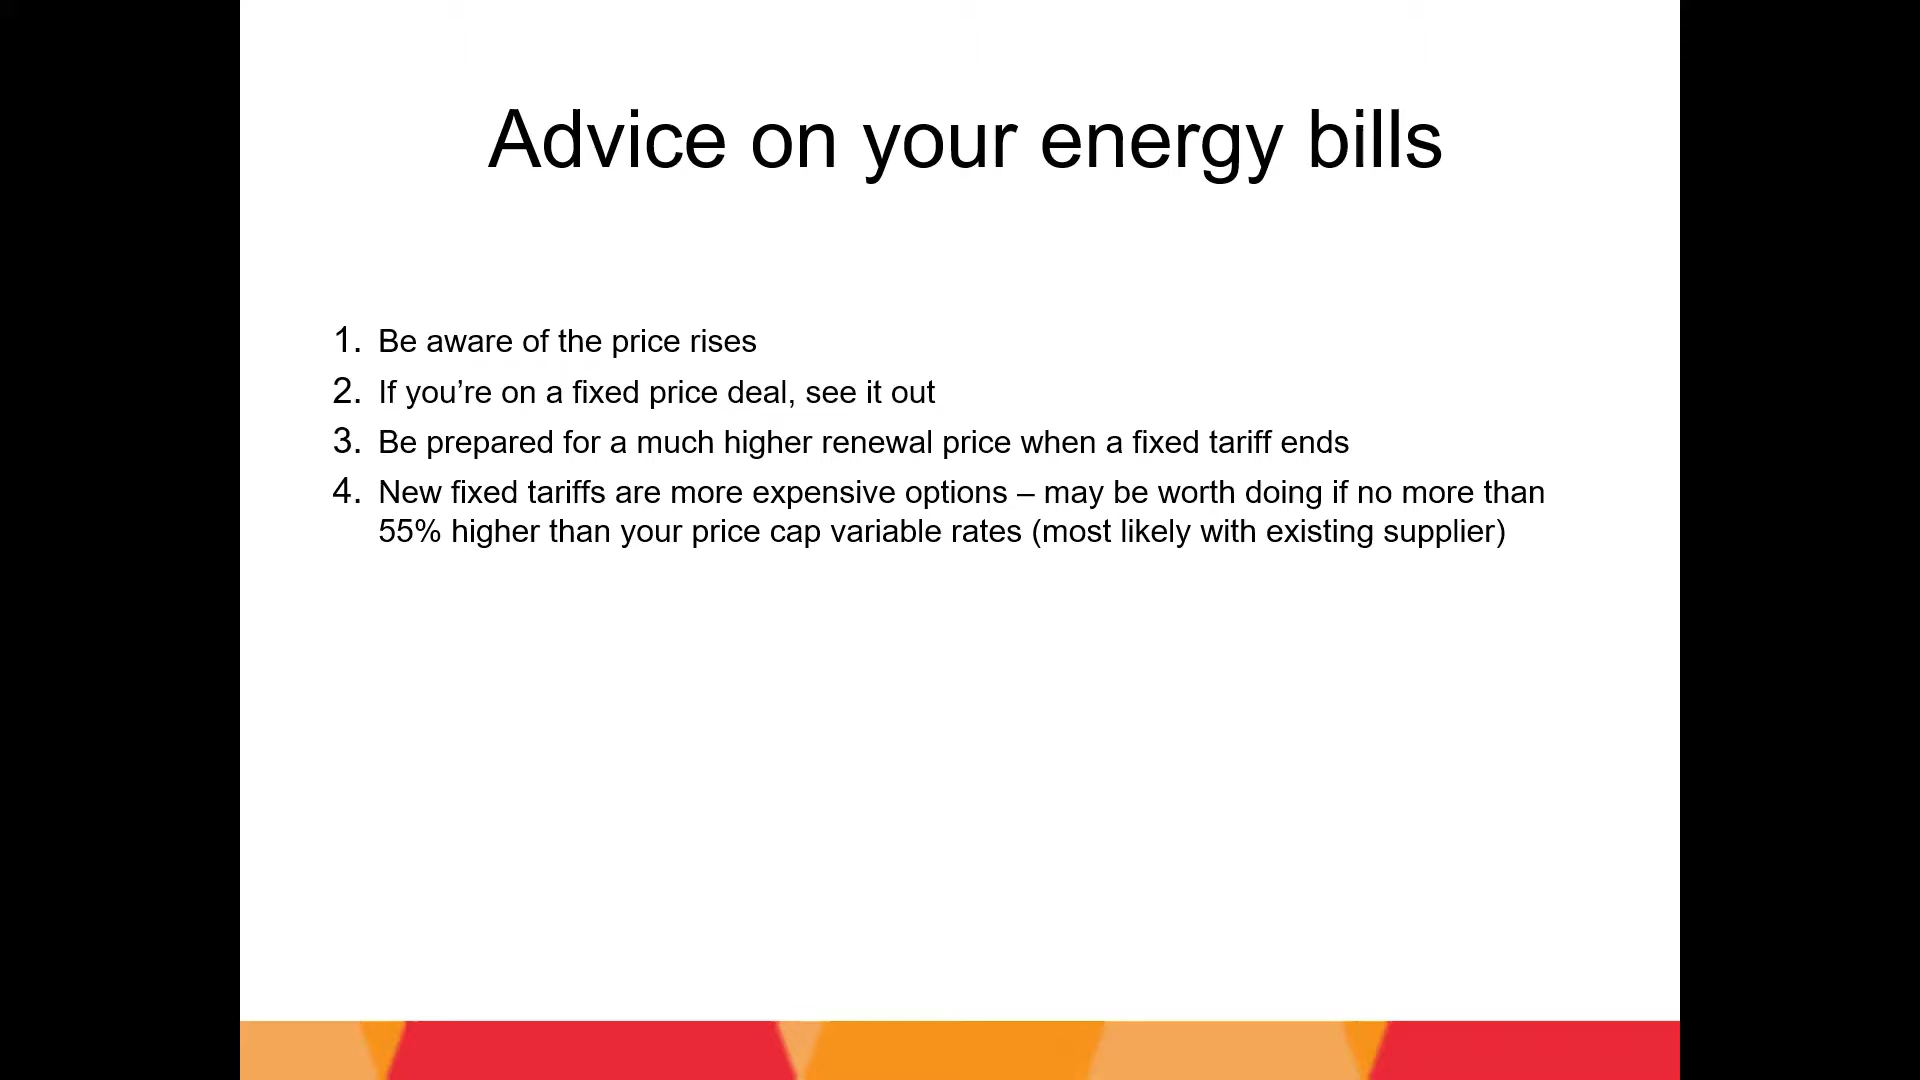 Advice on your energy bills
1. Be aware of the price rises
2. If you’re on a fixed price deal, see it out
3. Be prepared for a much higher renewal price when a fixed tariff ends
4. New fixed tariffs are more expensive options – may be worth doing if no more than
55% higher than your price cap variable rates (most likely with existing supplier)